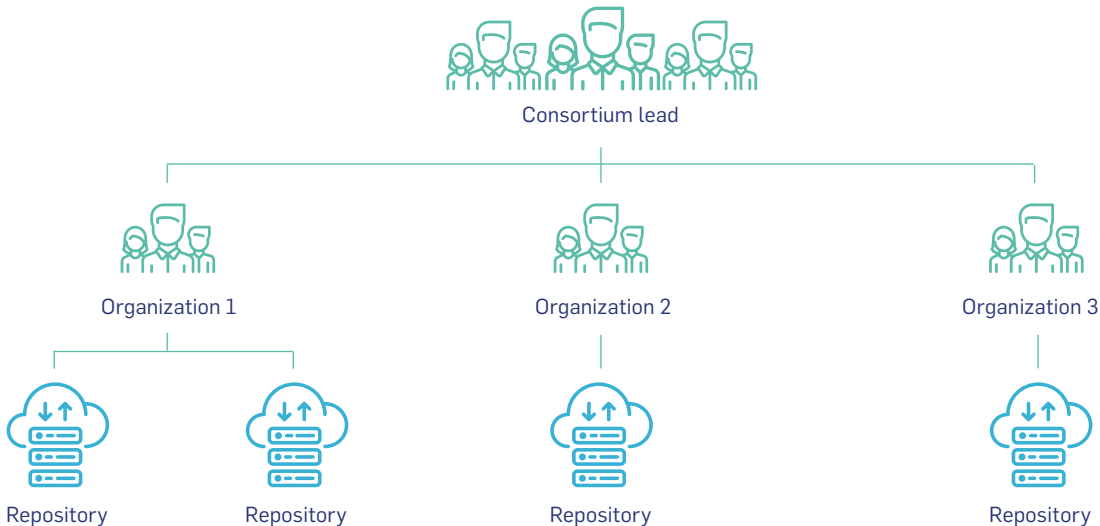 Consortium lead
Organization 1
Organization 2
Organization 3
Repository
Repository
Repository
Repository